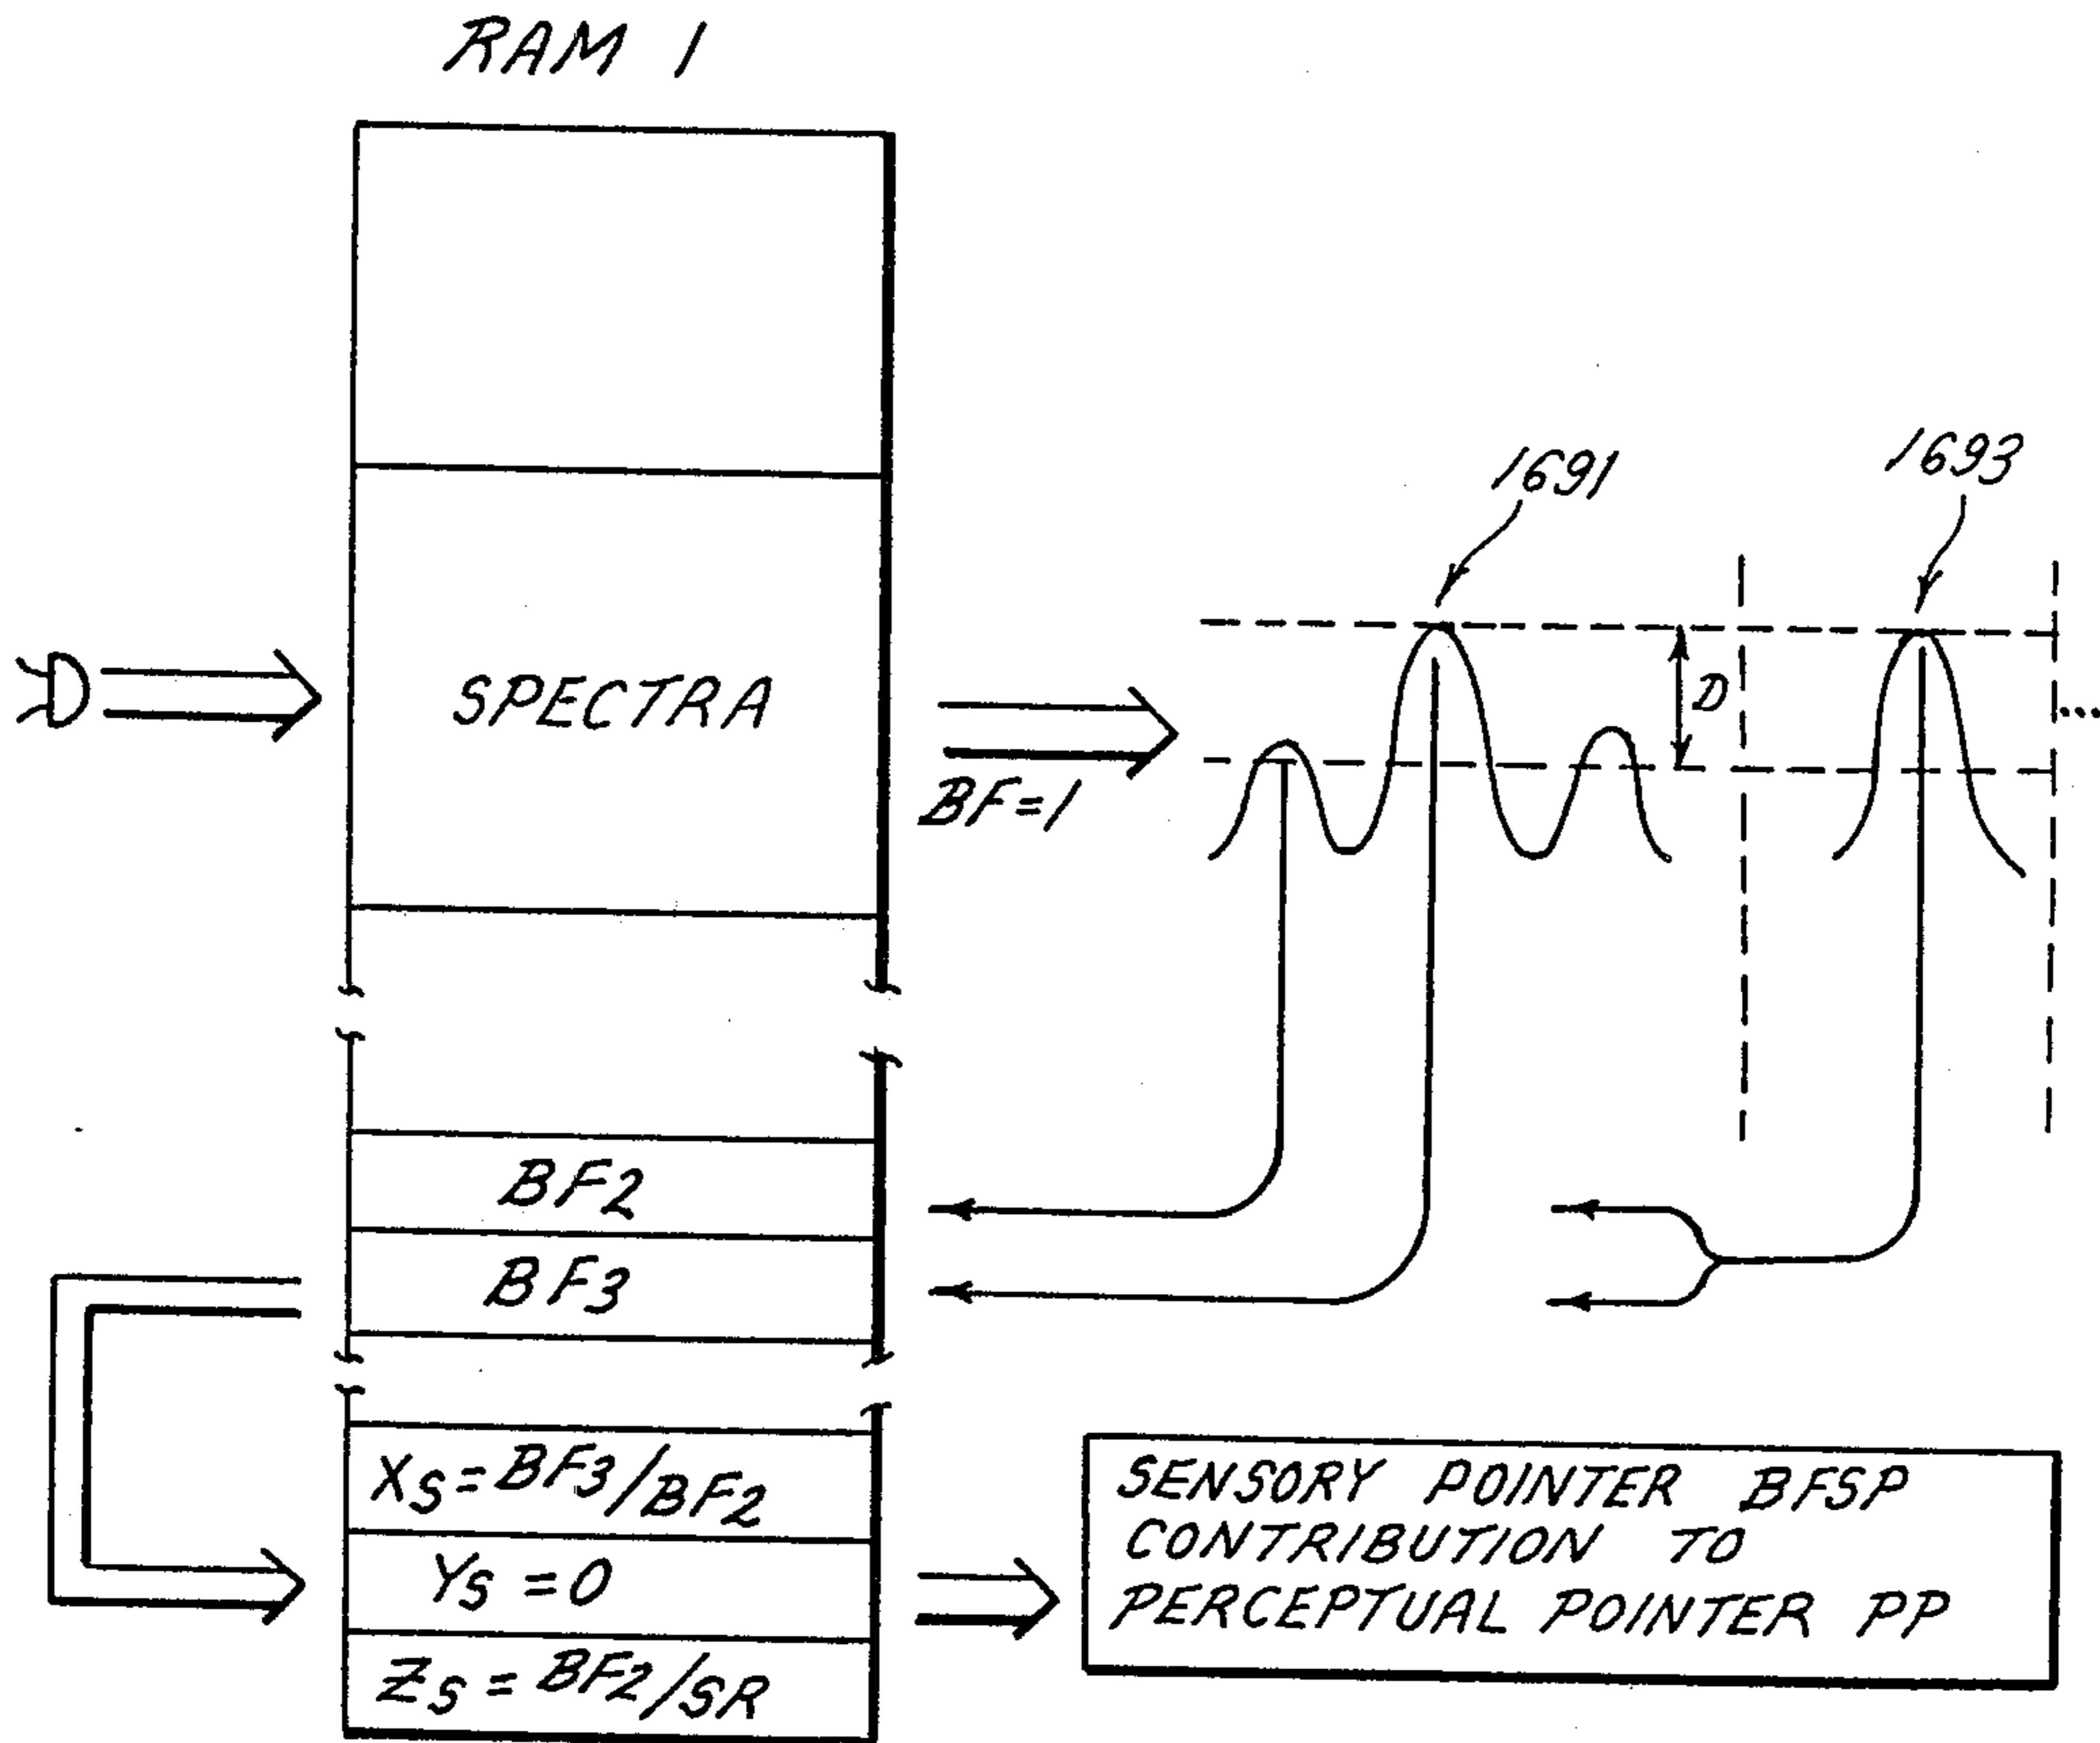 RAM 1
1691
1693
SPECTRA
D
...
BF=1
BF2
BF3
XS=BF3/BF2
YS=0
ZS=BF2/SR
SENSORY POINTER BFSP
CONTRIBUTION TO
PERCEPTUAL POINTER PP